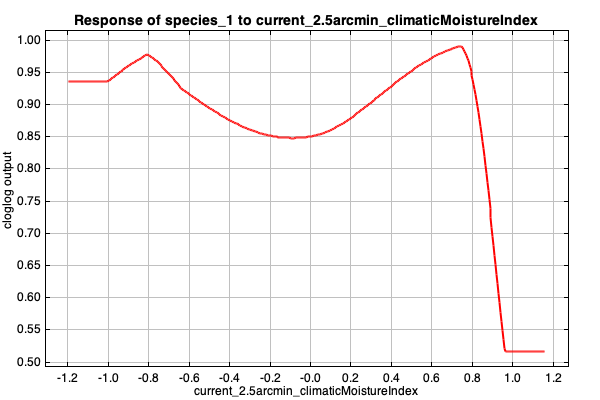 Response of species_1 to current_2.5arcmin_climaticMoistureIndex
1.00
0.95
0.90
0.85
0.80
0.75
0.70
0.65
0.60
0.55
0.50
cloglog output
-1.2 -1.0 -0.8 -0.6 -0.4 -0.2 -0.0 0.2 0.4 0.6 0.8 1.0 1.2
current_2.5arcmin_climaticMoistureIndex